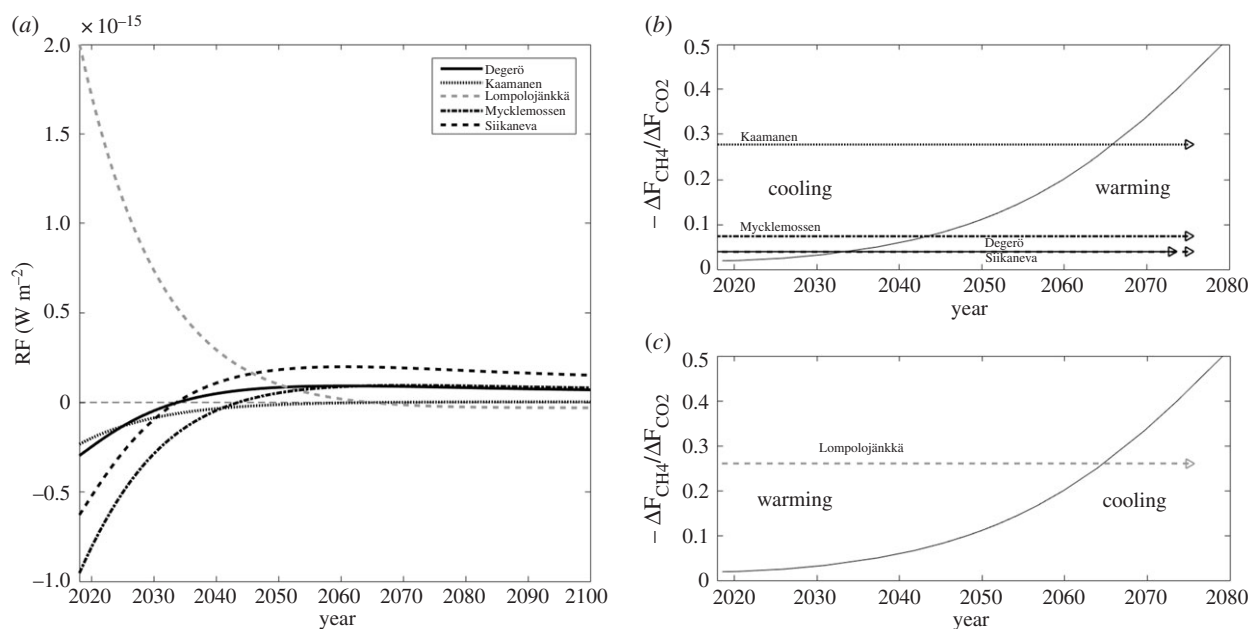 (a)
× 10⁻¹⁵
2.0
1.5
1.0
0.5
0
–0.5
–1.0
RF (W m⁻²)
Degerö
Kaamanen
Lompolojänkkä
Mycklemossen
Siikaneva
2020 2030 2040 2050 2060 2070 2080 2090 2100
year
(b)
0.5
0.4
0.3
0.2
0.1
0
– ΔF_CH4/ΔF_CO2
Kaamanen
cooling warming
Mycklemossen
Degerö
Siikaneva
2020 2030 2040 2050 2060 2070 2080
year
(c)
0.5
0.4
0.3
0.2
0.1
0
– ΔF_CH4/ΔF_CO2
Lompolojänkkä
warming cooling
2020 2030 2040 2050 2060 2070 2080
year